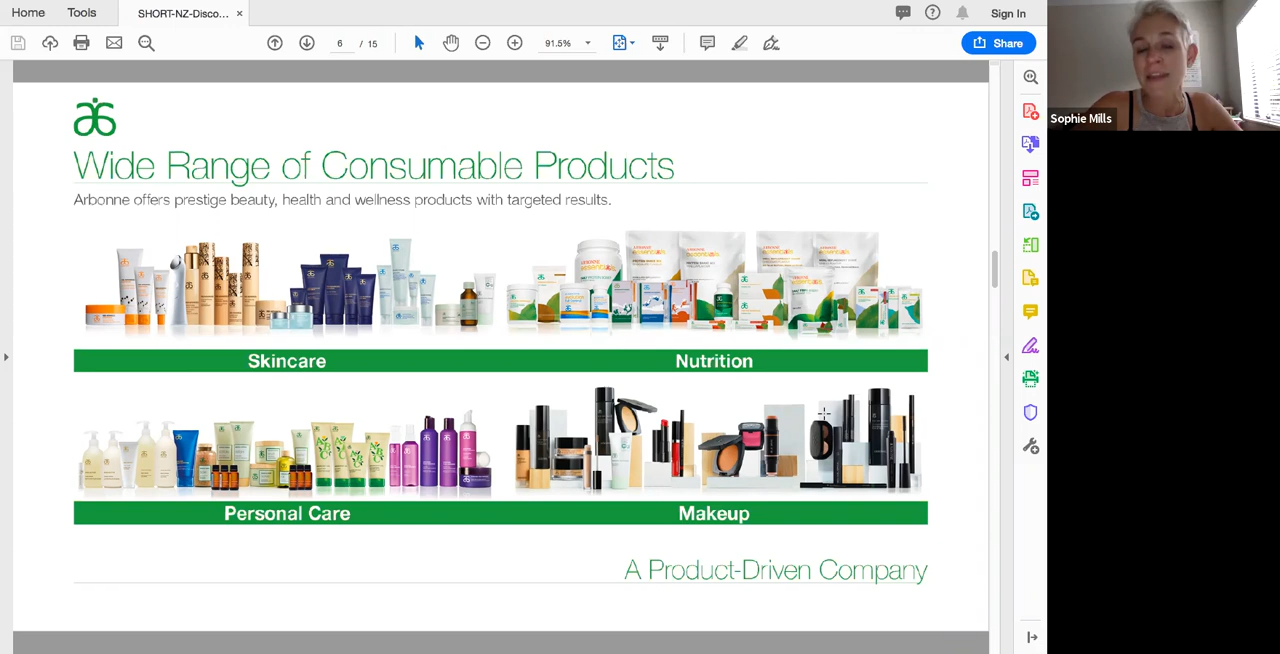 Home
Tools
SHORT-NZ-Disco... ×
Sign In
6 / 15
91.5%
Share
Sophie Mills
Wide Range of Consumable Products
Arbonne offers prestige beauty, health and wellness products with targeted results.
Skincare
Nutrition
Personal Care
Makeup
A Product-Driven Company